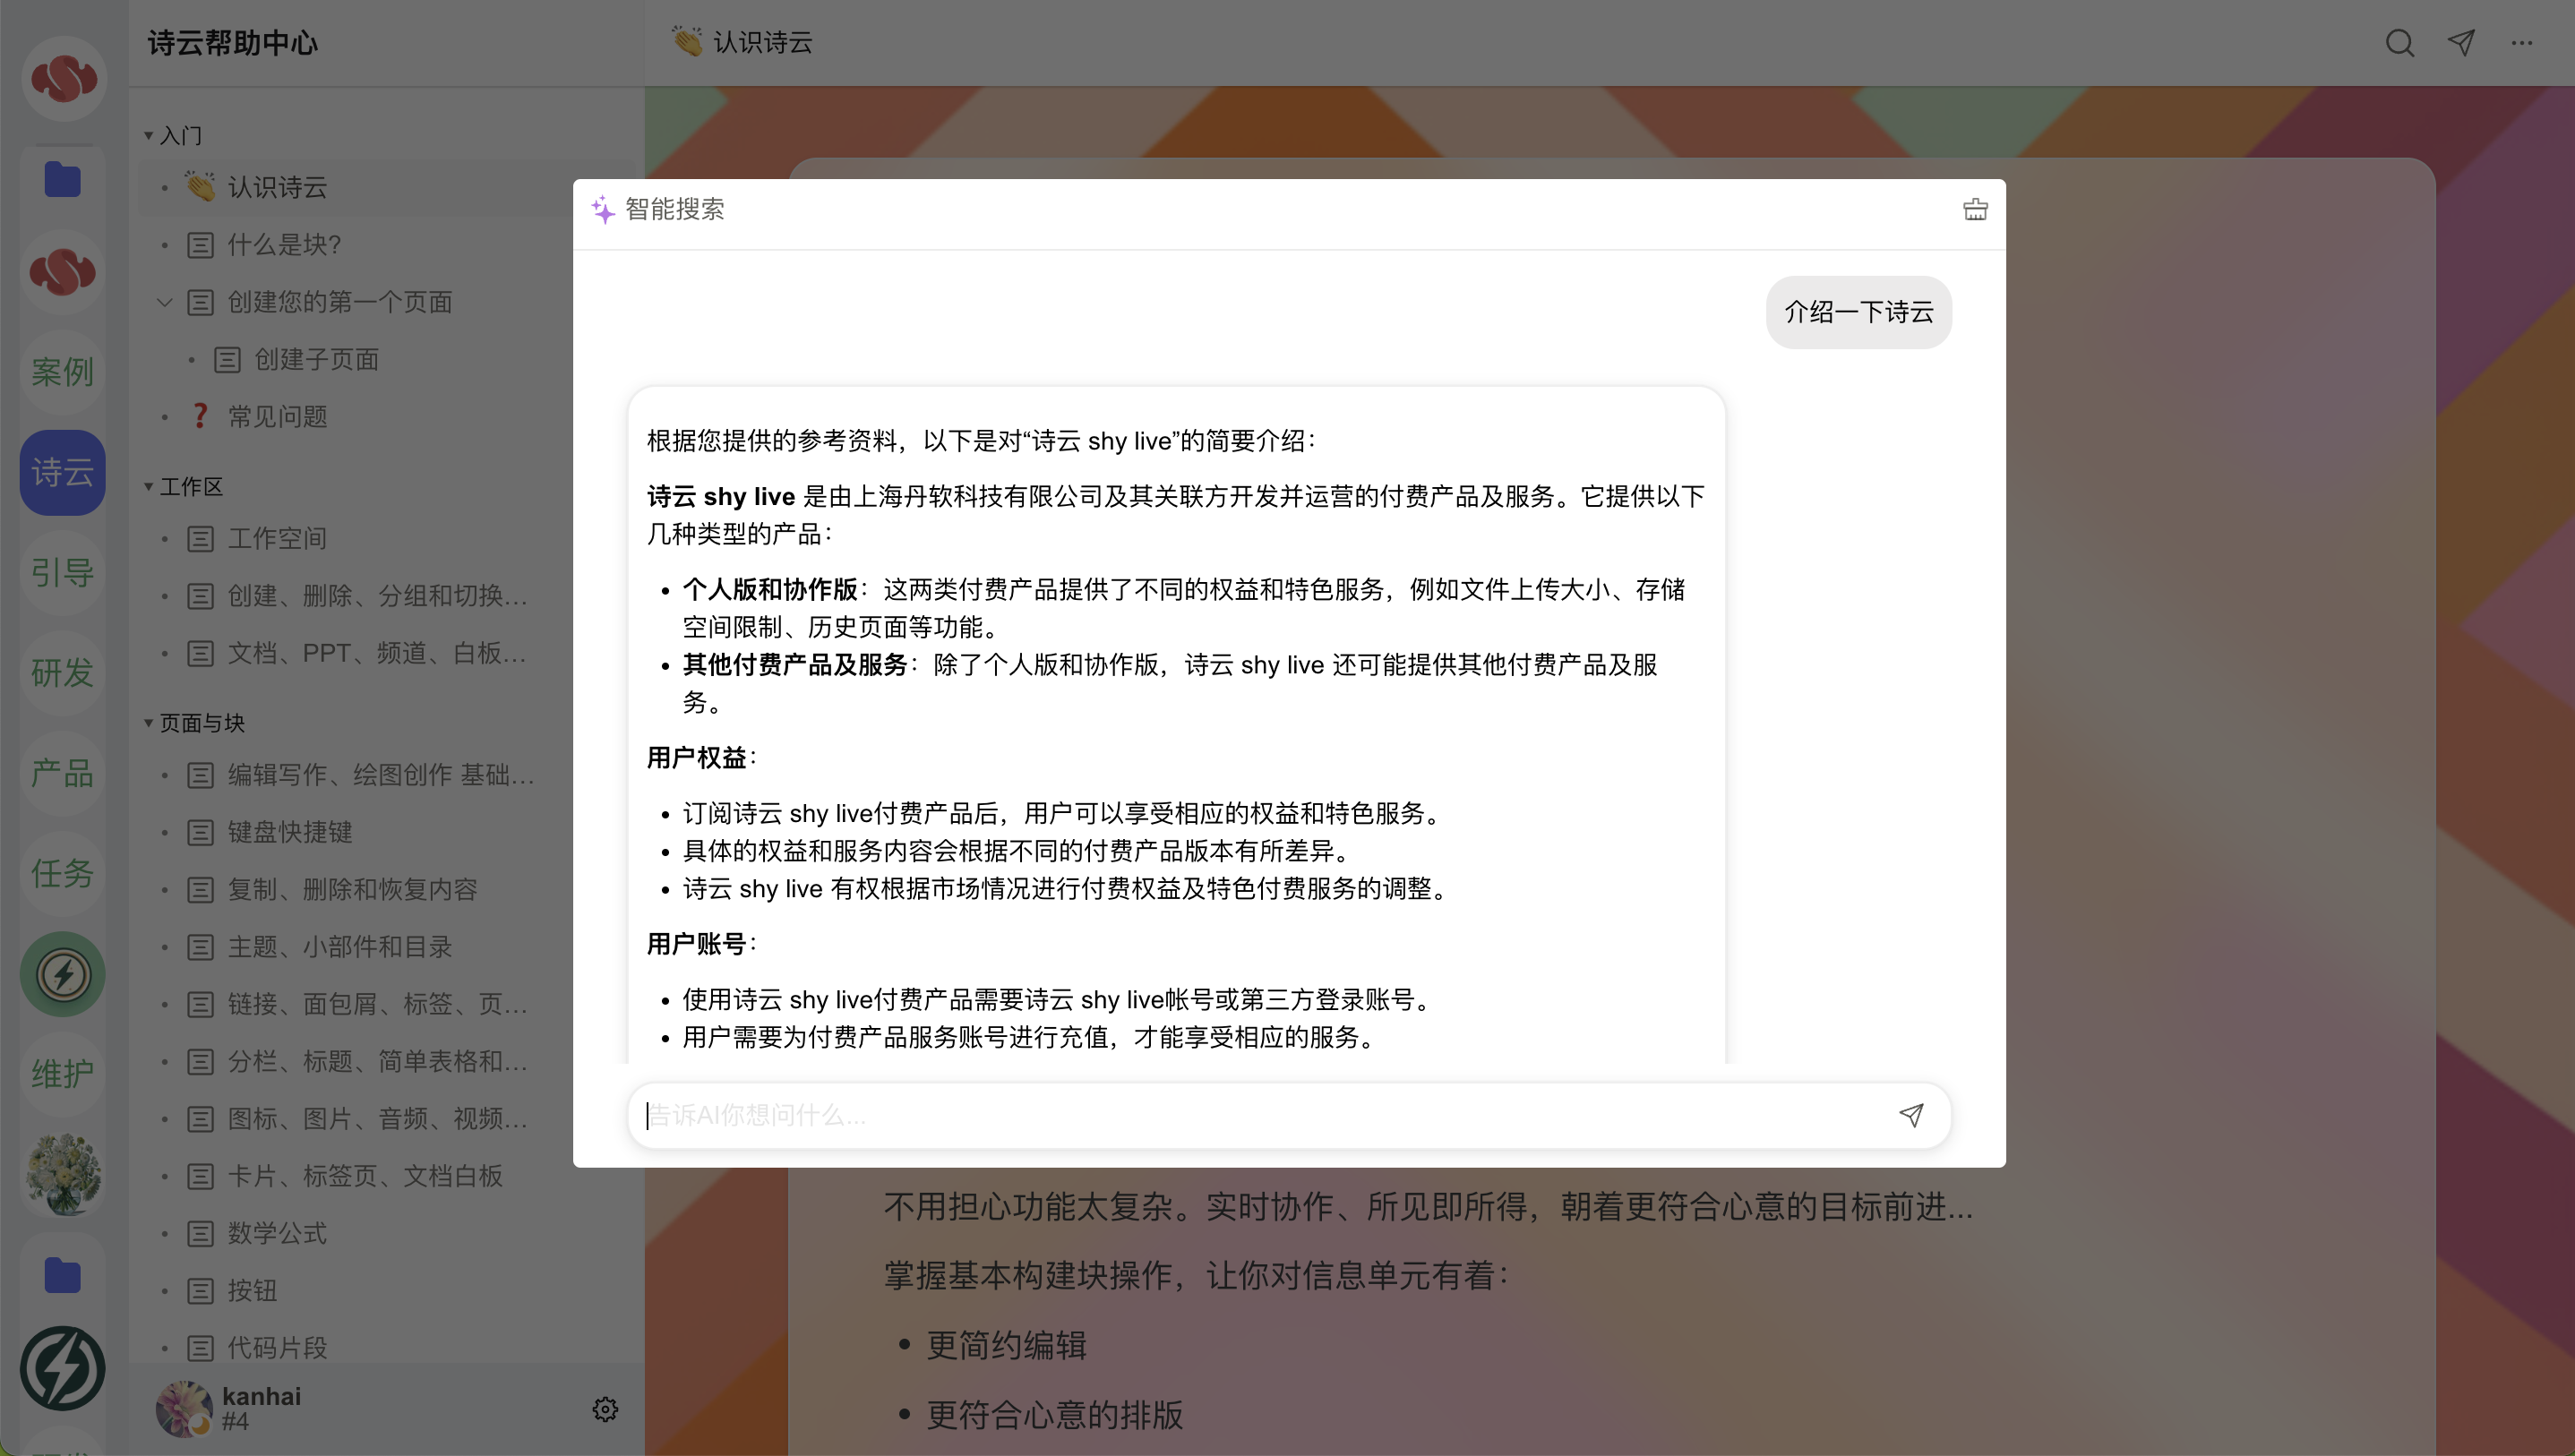 诗云帮助中心
认识诗云
案例
诗云
引导
研发
产品
任务
维护
入门
认识诗云
什么是块?
创建您的第一个页面
创建子页面
常见问题
工作区
工作空间
创建、删除、分组和切换...
文档、PPT、频道、白板...
页面与块
编辑写作、绘图创作 基础...
键盘快捷键
复制、删除和恢复内容
主题、小部件和目录
链接、面包屑、标签、页...
分栏、标题、简单表格和...
图标、图片、音频、视频...
卡片、标签页、文档白板
数学公式
按钮
代码片段
kanhai
#4
智能搜索
介绍一下诗云
根据您提供的参考资料，以下是对“诗云 shy live”的简要介绍：
诗云 shy live 是由上海丹软科技有限公司及其关联方开发并运营的付费产品及服务。它提供以下
几种类型的产品：
个人版和协作版：这两类付费产品提供了不同的权益和特色服务，例如文件上传大小、存储
空间限制、历史页面等功能。
其他付费产品及服务：除了个人版和协作版，诗云 shy live 还可能提供其他付费产品及服
务。
用户权益：
订阅诗云 shy live付费产品后，用户可以享受相应的权益和特色服务。
具体的权益和服务内容会根据不同的付费产品版本有所差异。
诗云 shy live 有权根据市场情况进行付费权益及特色付费服务的调整。
用户账号：
使用诗云 shy live付费产品需要诗云 shy live帐号或第三方登录账号。
用户需要为付费产品服务账号进行充值，才能享受相应的服务。
告诉AI你想问什么...
不用担心功能太复杂。实时协作、所见即所得，朝着更符合心意的目标前进...
掌握基本构建块操作，让你对信息单元有着：
更简约编辑
更符合心意的排版